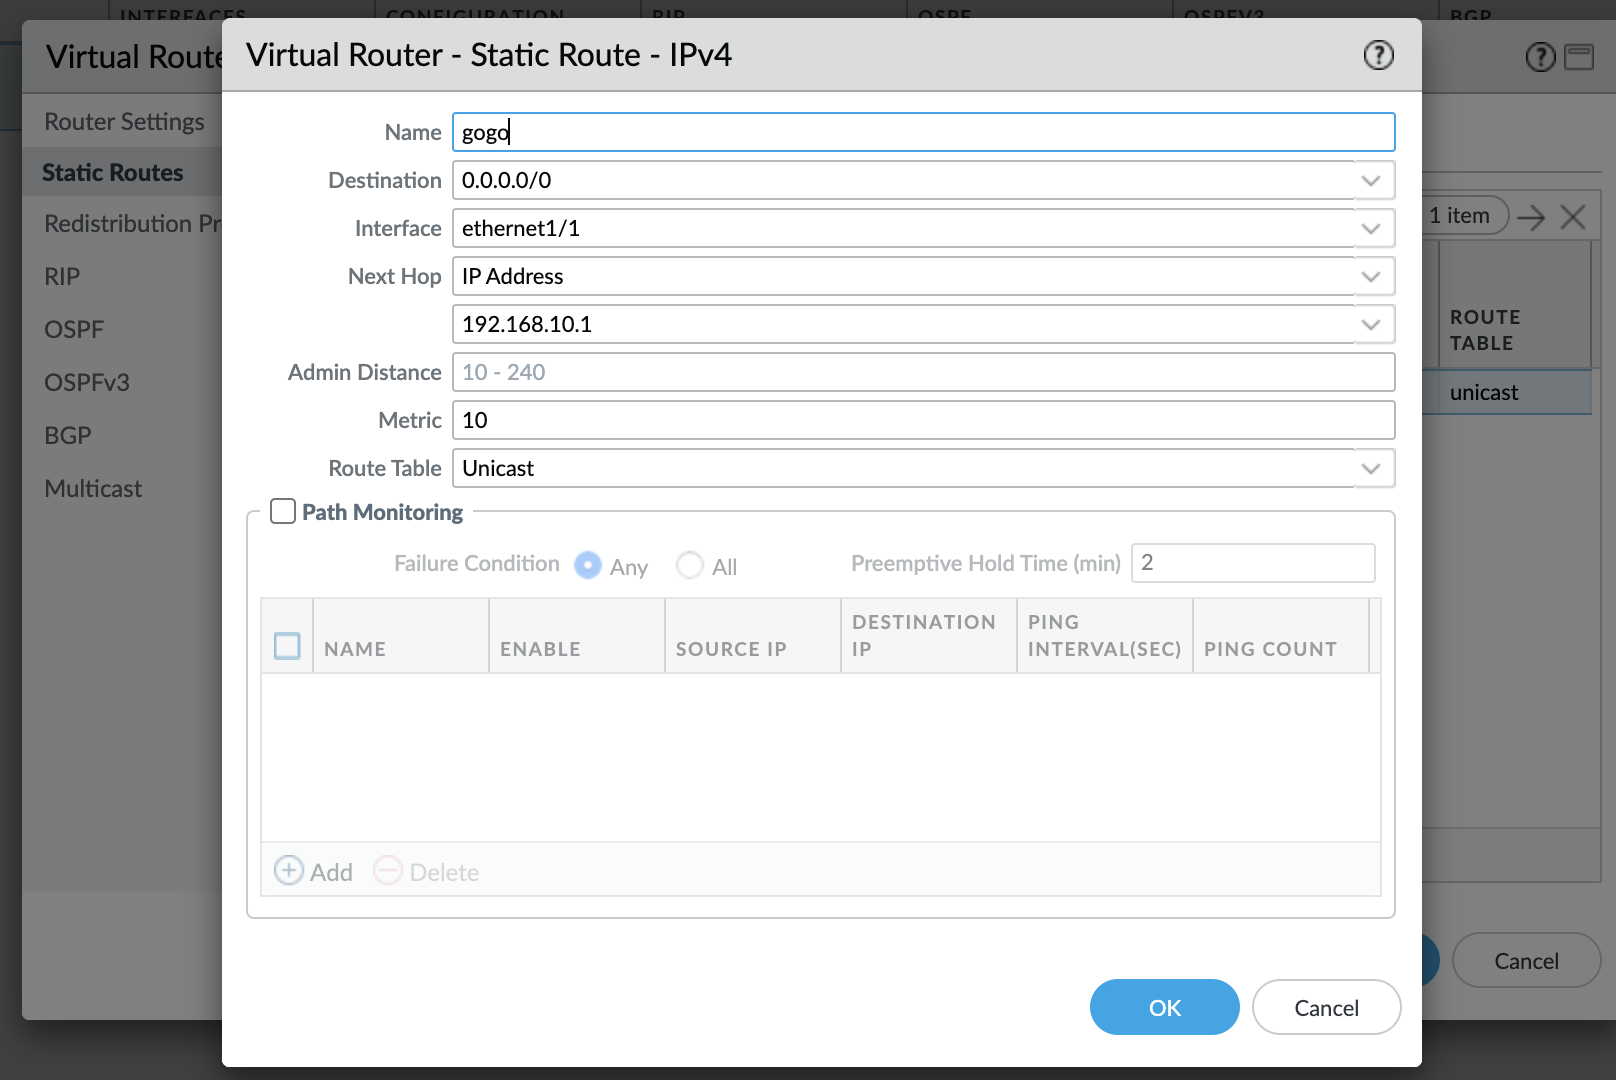 INTERFACES
CONFIGURATION
RIP
OSPF
OSPFV3
BGP
Virtual Route
Virtual Router - Static Route - IPv4
Router Settings
Static Routes
Redistribution Pr
RIP
OSPF
OSPFv3
BGP
Multicast
Name
gogo
Destination
0.0.0.0/0
Interface
ethernet1/1
Next Hop
IP Address
192.168.10.1
Admin Distance
10 - 240
Metric
10
Route Table
Unicast
Path Monitoring
Failure Condition
Any
All
Preemptive Hold Time (min)
2
NAME
ENABLE
SOURCE IP
DESTINATION
IP
PING
INTERVAL(SEC)
PING COUNT
Add
Delete
OK
Cancel
1 item
ROUTE
TABLE
unicast
Cancel